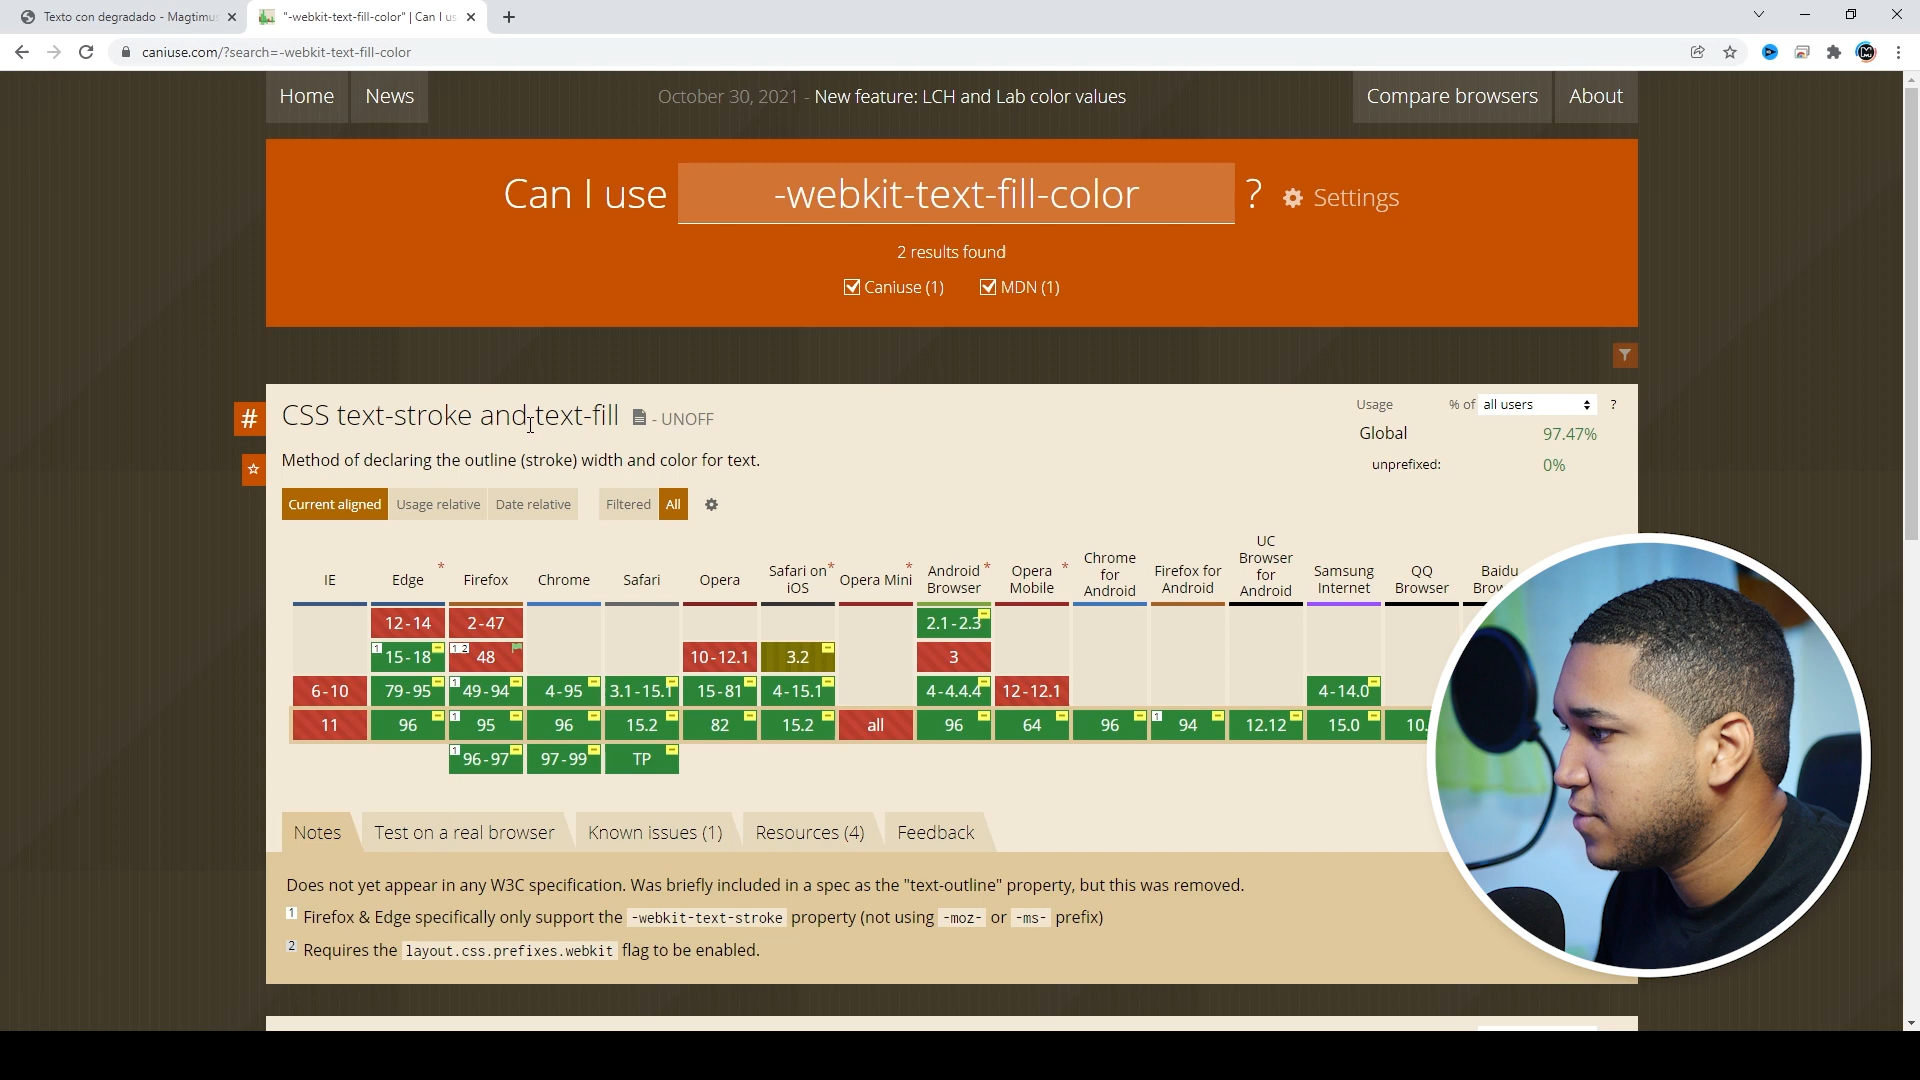 Texto con degradado - Magtimus
"-webkit-text-fill-color" | Can I us
caniuse.com/?search=-webkit-text-fill-color
Home
News
October 30, 2021 - New feature: LCH and Lab color values
Compare browsers
About
Can I use -webkit-text-fill-color ? Settings
2 results found
Caniuse (1)
MDN (1)
#
CSS text-stroke and text-fill - UNOFF
Usage % of all users ?
Global 97.47%
unprefixed: 0%
Method of declaring the outline (stroke) width and color for text.
Current aligned Usage relative Date relative Filtered All
IE Edge * Firefox Chrome Safari Opera Safari on iOS * Opera Mini * Android Browser * Opera Mobile * Chrome for Android Firefox for Android UC Browser for Android Samsung Internet QQ Browser Baidu
12-14 2-47 2.1-2.3
1 15-18 1 2 48 10-12.1 3.2 3
6-10 79-95 1 49-94 4-95 3.1-15.1 15-81 4-15.1 4-4.4.4 12-12.1 4-14.0
11 96 1 95 96 15.2 82 15.2 all 96 64 96 1 94 12.12 15.0 10.
1 96-97 97-99 TP
Notes Test on a real browser Known issues (1) Resources (4) Feedback
Does not yet appear in any W3C specification. Was briefly included in a spec as the "text-outline" property, but this was removed.
1 Firefox & Edge specifically only support the -webkit-text-stroke property (not using -moz- or -ms- prefix)
2 Requires the layout.css.prefixes.webkit flag to be enabled.